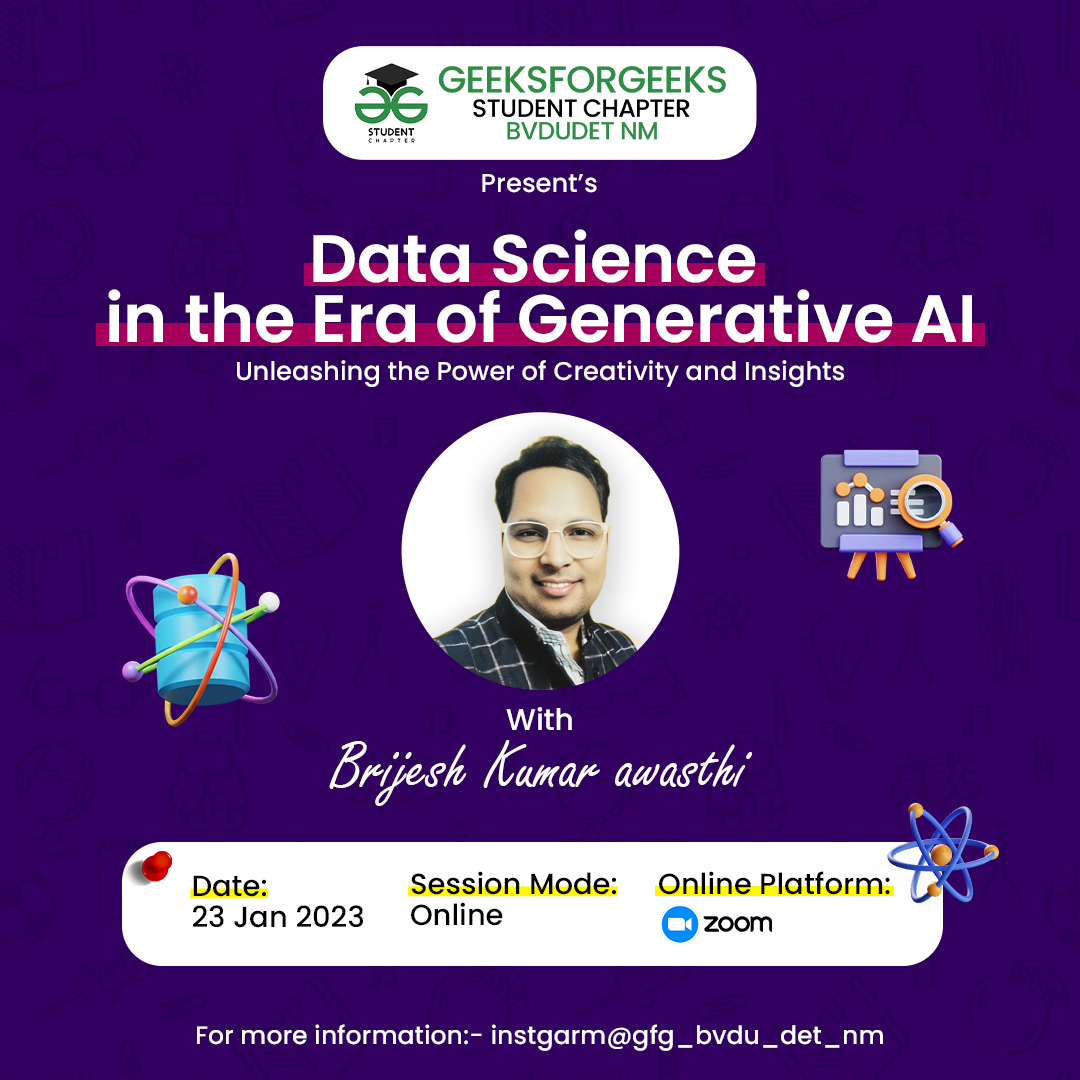 GEEKSFORGEEKS
STUDENT CHAPTER
BVDUDET NM
STUDENT
CHAPTER
Present’s
Data Science
in the Era of Generative AI
Unleashing the Power of Creativity and Insights
With
Brijesh Kumar awasthi
Date:
23 Jan 2023
Session Mode:
Online
Online Platform:
zoom
For more information:- instgarm@gfg_bvdu_det_nm